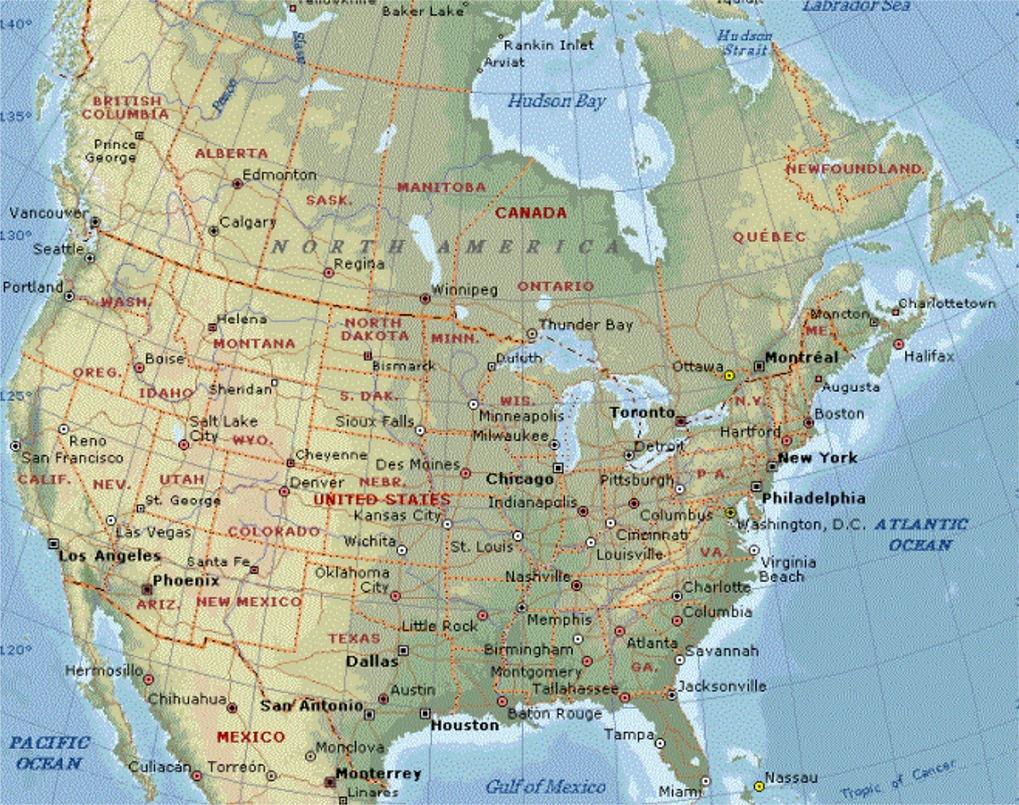 140°
Yellowknife
Baker Lake
Iqaluit
Labrador Sea
Hudson
Strait
Rankin Inlet
Arviat
Slave
Peace
Hudson Bay
135°
BRITISH
COLUMBIA
Prince
George
ALBERTA
Edmonton
SASK.
MANITOBA
NEWFOUNDLAND
Vancouver
Calgary
CANADA
130°
NORTH AMERICA
QUÉBEC
Seattle
Regina
Portland
WASH.
Winnipeg
ONTARIO
Charlottetown
Moncton
Helena
MONTANA
NORTH
DAKOTA
MINN.
Thunder Bay
ME.
Halifax
Boise
Bismarck
Duluth
Montréal
Ottawa
OREG.
IDAHO
Sheridan
S. DAK.
WIS.
N.Y.
Augusta
125°
Minneapolis
Toronto
Boston
Reno
Salt Lake
City
WYO.
Sioux Falls
Milwaukee
Detroit
Hartford
San Francisco
Cheyenne
Des Moines
Chicago
New York
CALIF.
NEV.
UTAH
Denver
NEBR.
Pittsburgh
P A.
St. George
UNITED STATES
Indianapolis
Columbus
Philadelphia
Las Vegas
COLORADO
Kansas City
Cincinnati
Washington, D.C.
ATLANTIC
OCEAN
Los Angeles
Santa Fe
Wichita
St. Louis
Louisville
VA.
Virginia
Beach
Phoenix
Oklahoma
City
Nashville
Charlotte
ARIZ.
NEW MEXICO
Little Rock
Memphis
Columbia
120°
TEXAS
Dallas
Birmingham
Atlanta
Savannah
Hermosillo
Montgomery
GA.
Chihuahua
Austin
Tallahassee
Jacksonville
San Antonio
Baton Rouge
Houston
PACIFIC
OCEAN
MEXICO
Monclova
Tampa
Culiacán
Torreón
Monterrey
Gulf of Mexico
Nassau
Linares
Miami
Tropic of Cancer